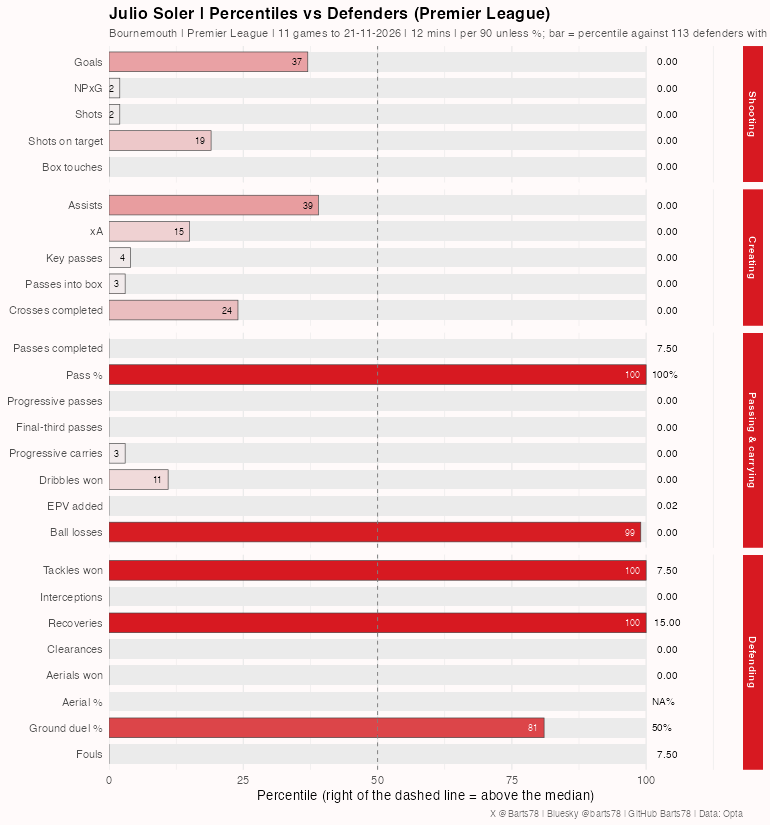 Julio Soler | Percentiles vs Defenders (Premier League)
Bournemouth | Premier League | 11 games to 21-11-2026 | 12 mins | per 90 unless %; bar = percentile against 113 defenders with
Shooting
Goals 37 0.00
NPxG 2 0.00
Shots 2 0.00
Shots on target 19 0.00
Box touches 0.00
Creating
Assists 39 0.00
xA 15 0.00
Key passes 4 0.00
Passes into box 3 0.00
Crosses completed 24 0.00
Passing & carrying
Passes completed 7.50
Pass % 100 100%
Progressive passes 0.00
Final-third passes 0.00
Progressive carries 3 0.00
Dribbles won 11 0.00
EPV added 0.02
Ball losses 99 0.00
Defending
Tackles won 100 7.50
Interceptions 0.00
Recoveries 100 15.00
Clearances 0.00
Aerials won 0.00
Aerial % NA%
Ground duel % 81 50%
Fouls 7.50
0 25 50 75 100
Percentile (right of the dashed line = above the median)
X @Barts78 | Bluesky @barts78 | GitHub Barts78 | Data: Opta